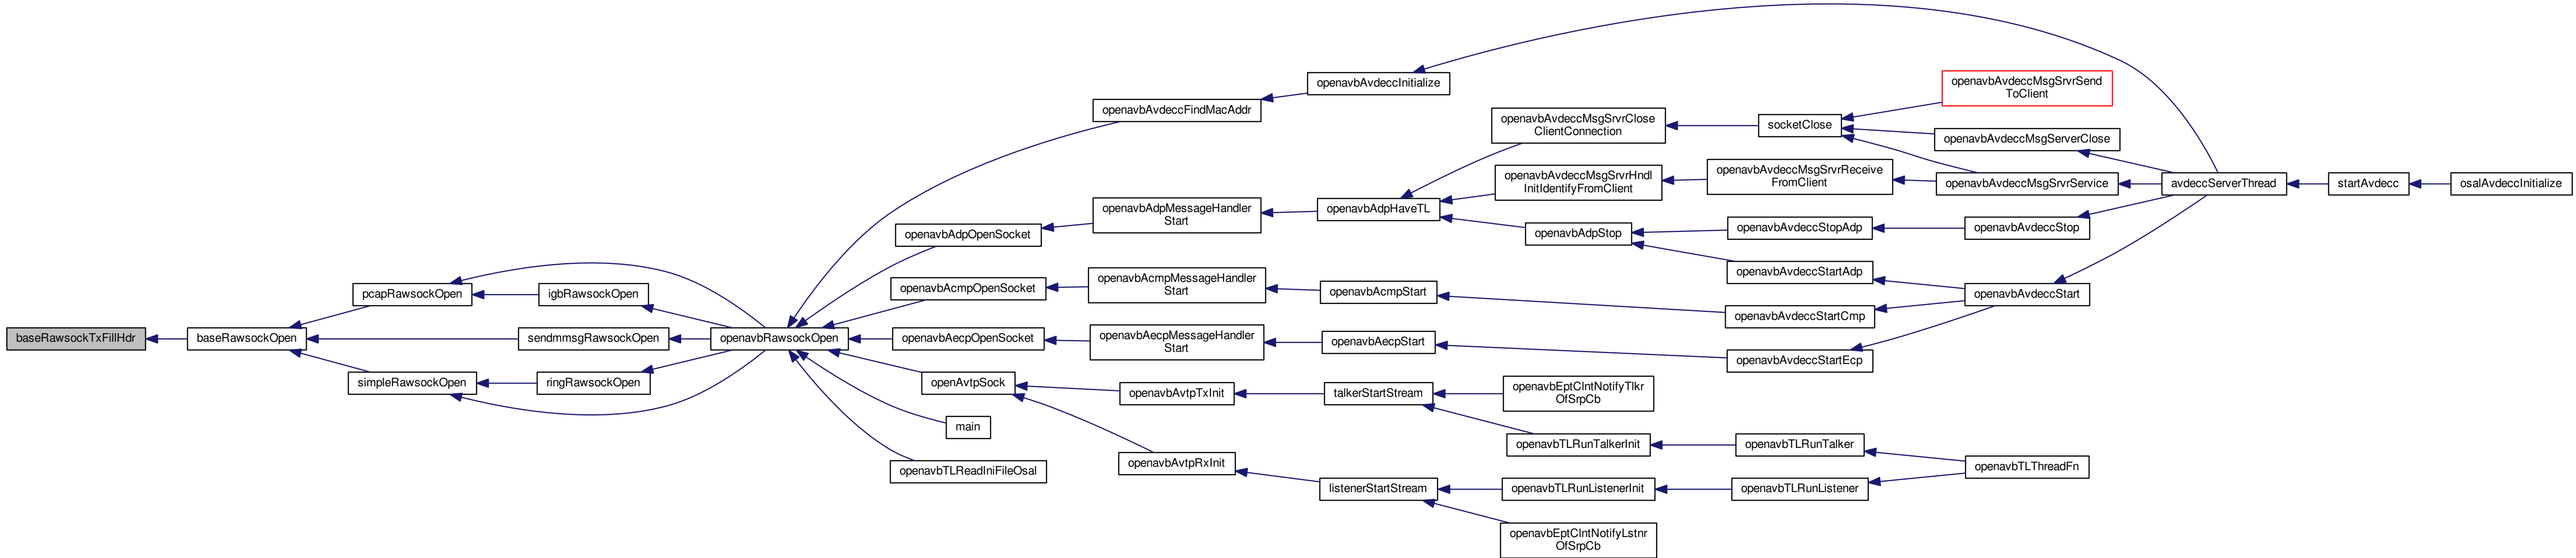 baseRawsockTxFillHdr
baseRawsockOpen
pcapRawsockOpen
igbRawsockOpen
sendmmsgRawsockOpen
simpleRawsockOpen
ringRawsockOpen
openavbRawsockOpen
openavbAvdeccFindMacAddr
openavbAvdeccInitialize
openavbAdpOpenSocket
openavbAdpMessageHandler
Start
openavbAdpHaveTL
openavbAvdeccMsgSrvrClose
ClientConnection
socketClose
openavbAvdeccMsgSrvrSend
ToClient
openavbAvdeccMsgServerClose
openavbAvdeccMsgSrvrHndl
InitIdentifyFromClient
openavbAvdeccMsgSrvrReceive
FromClient
openavbAvdeccMsgSrvrService
avdeccServerThread
startAvdecc
osalAvdeccInitialize
openavbAdpStop
openavbAvdeccStopAdp
openavbAvdeccStop
openavbAvdeccStartAdp
openavbAvdeccStart
openavbAcmpOpenSocket
openavbAcmpMessageHandler
Start
openavbAcmpStart
openavbAvdeccStartCmp
openavbAecpOpenSocket
openavbAecpMessageHandler
Start
openavbAecpStart
openavbAvdeccStartEcp
openAvtpSock
openavbAvtpTxInit
talkerStartStream
openavbEptClntNotifyTlkr
OfSrpCb
openavbTLRunTalkerInit
openavbTLRunTalker
openavbTLThreadFn
main
openavbTLReadIniFileOsal
openavbAvtpRxInit
listenerStartStream
openavbTLRunListenerInit
openavbTLRunListener
openavbEptClntNotifyLstnr
OfSrpCb